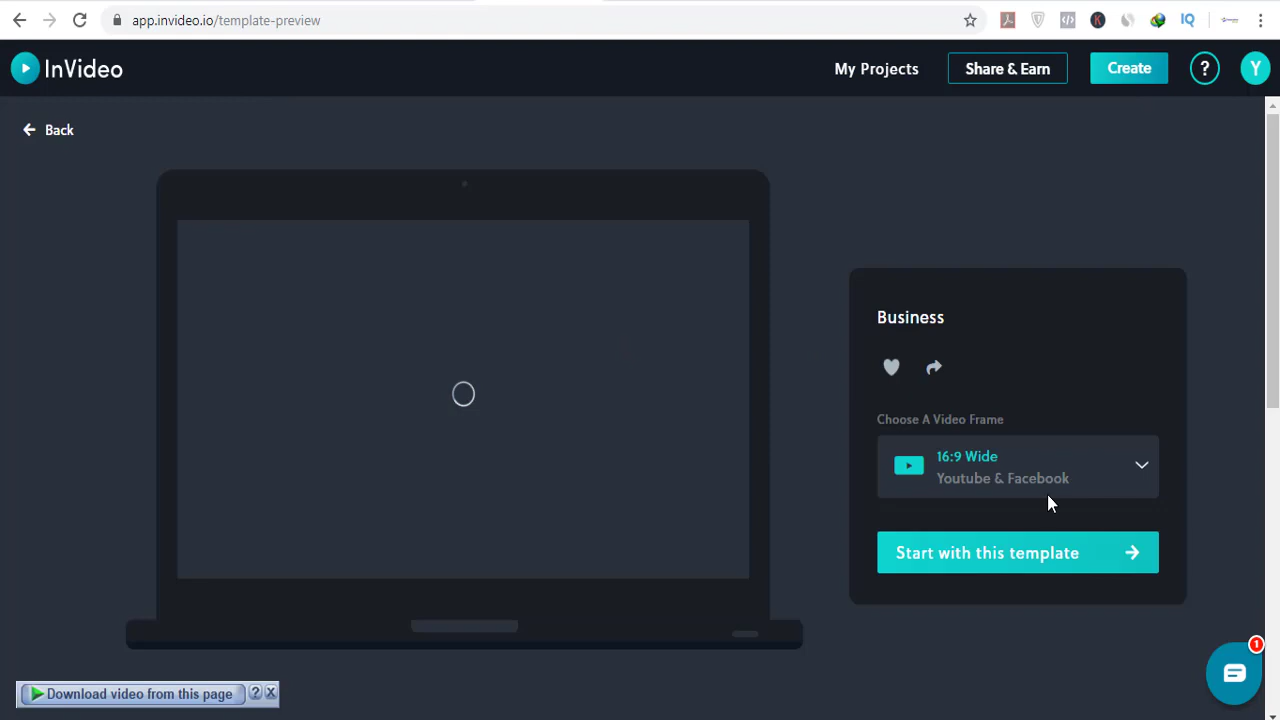 app.invideo.io/template-preview
IQ
InVideo
My Projects
Share & Earn
Create
?
Y
Back
Business
Choose A Video Frame
16:9 Wide
Youtube & Facebook
Start with this template
1
Download video from this page
?
X